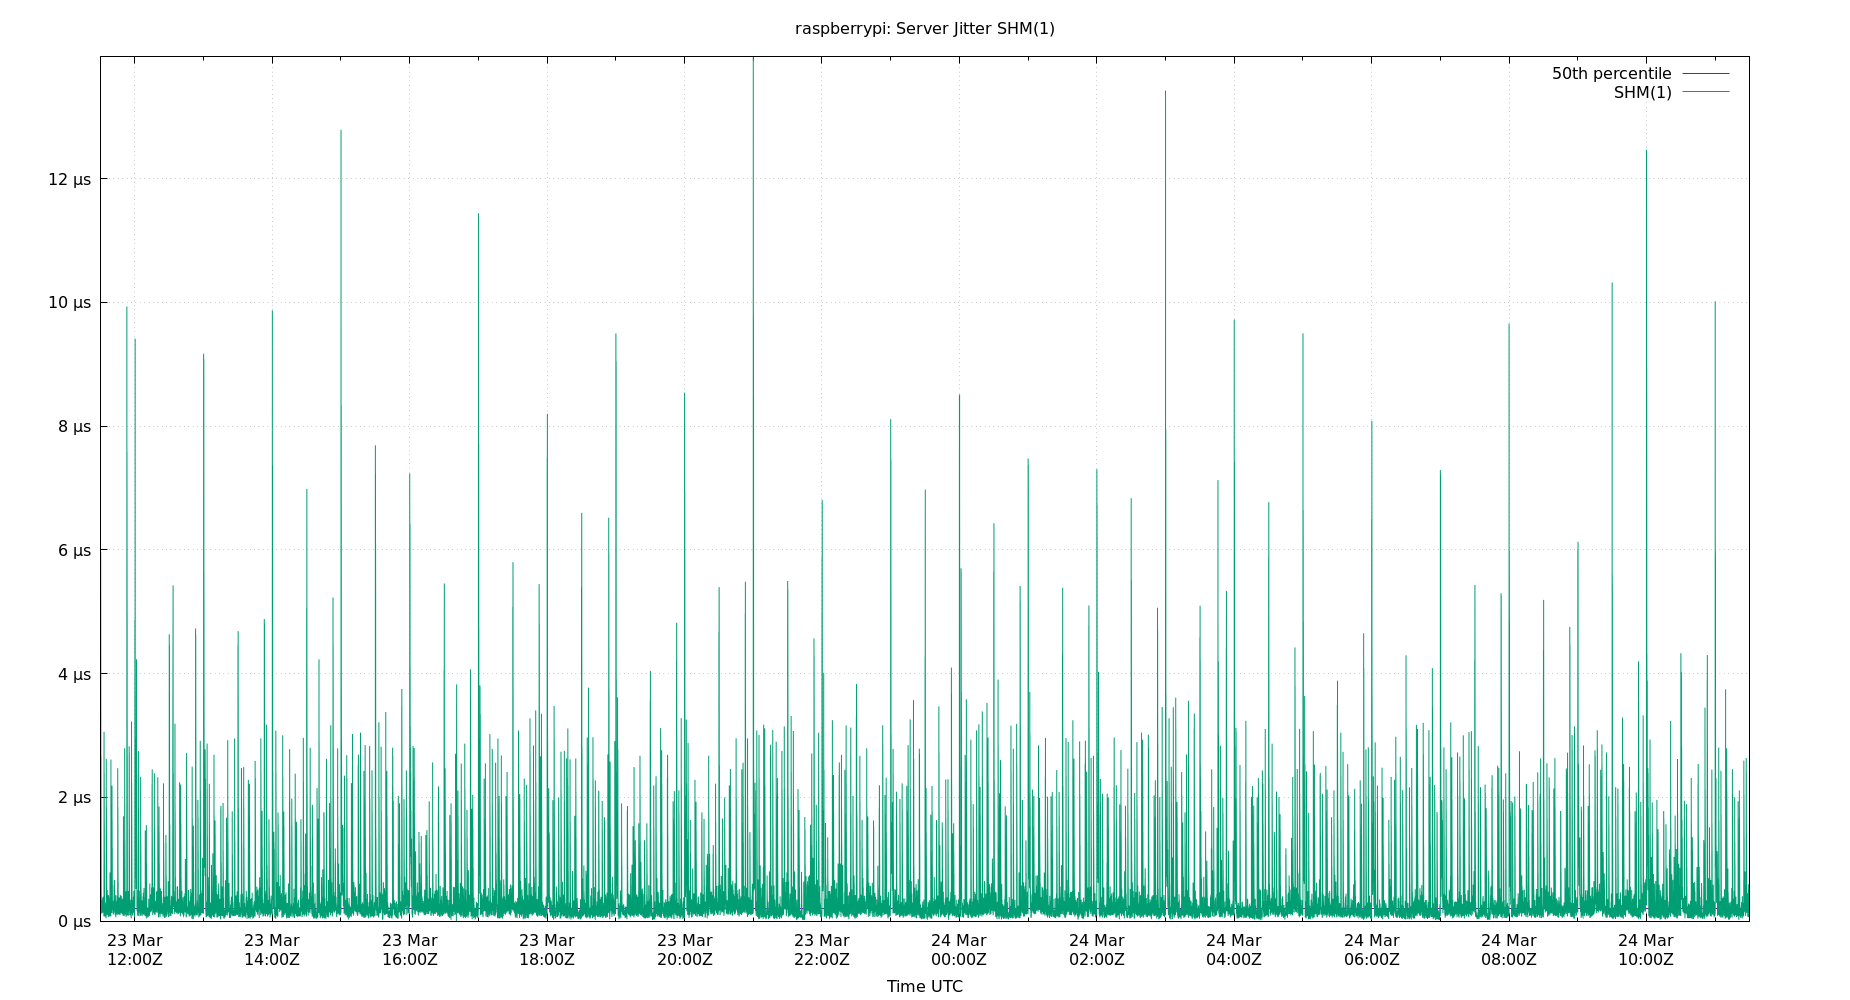 raspberrypi: Server Jitter SHM(1)
50th percentile
SHM(1)
12 µs
10 µs
8 µs
6 µs
4 µs
2 µs
0 µs
23 Mar 23 Mar 23 Mar 23 Mar 23 Mar 23 Mar 24 Mar 24 Mar 24 Mar 24 Mar 24 Mar 24 Mar
12:00Z 14:00Z 16:00Z 18:00Z 20:00Z 22:00Z 00:00Z 02:00Z 04:00Z 06:00Z 08:00Z 10:00Z
Time UTC